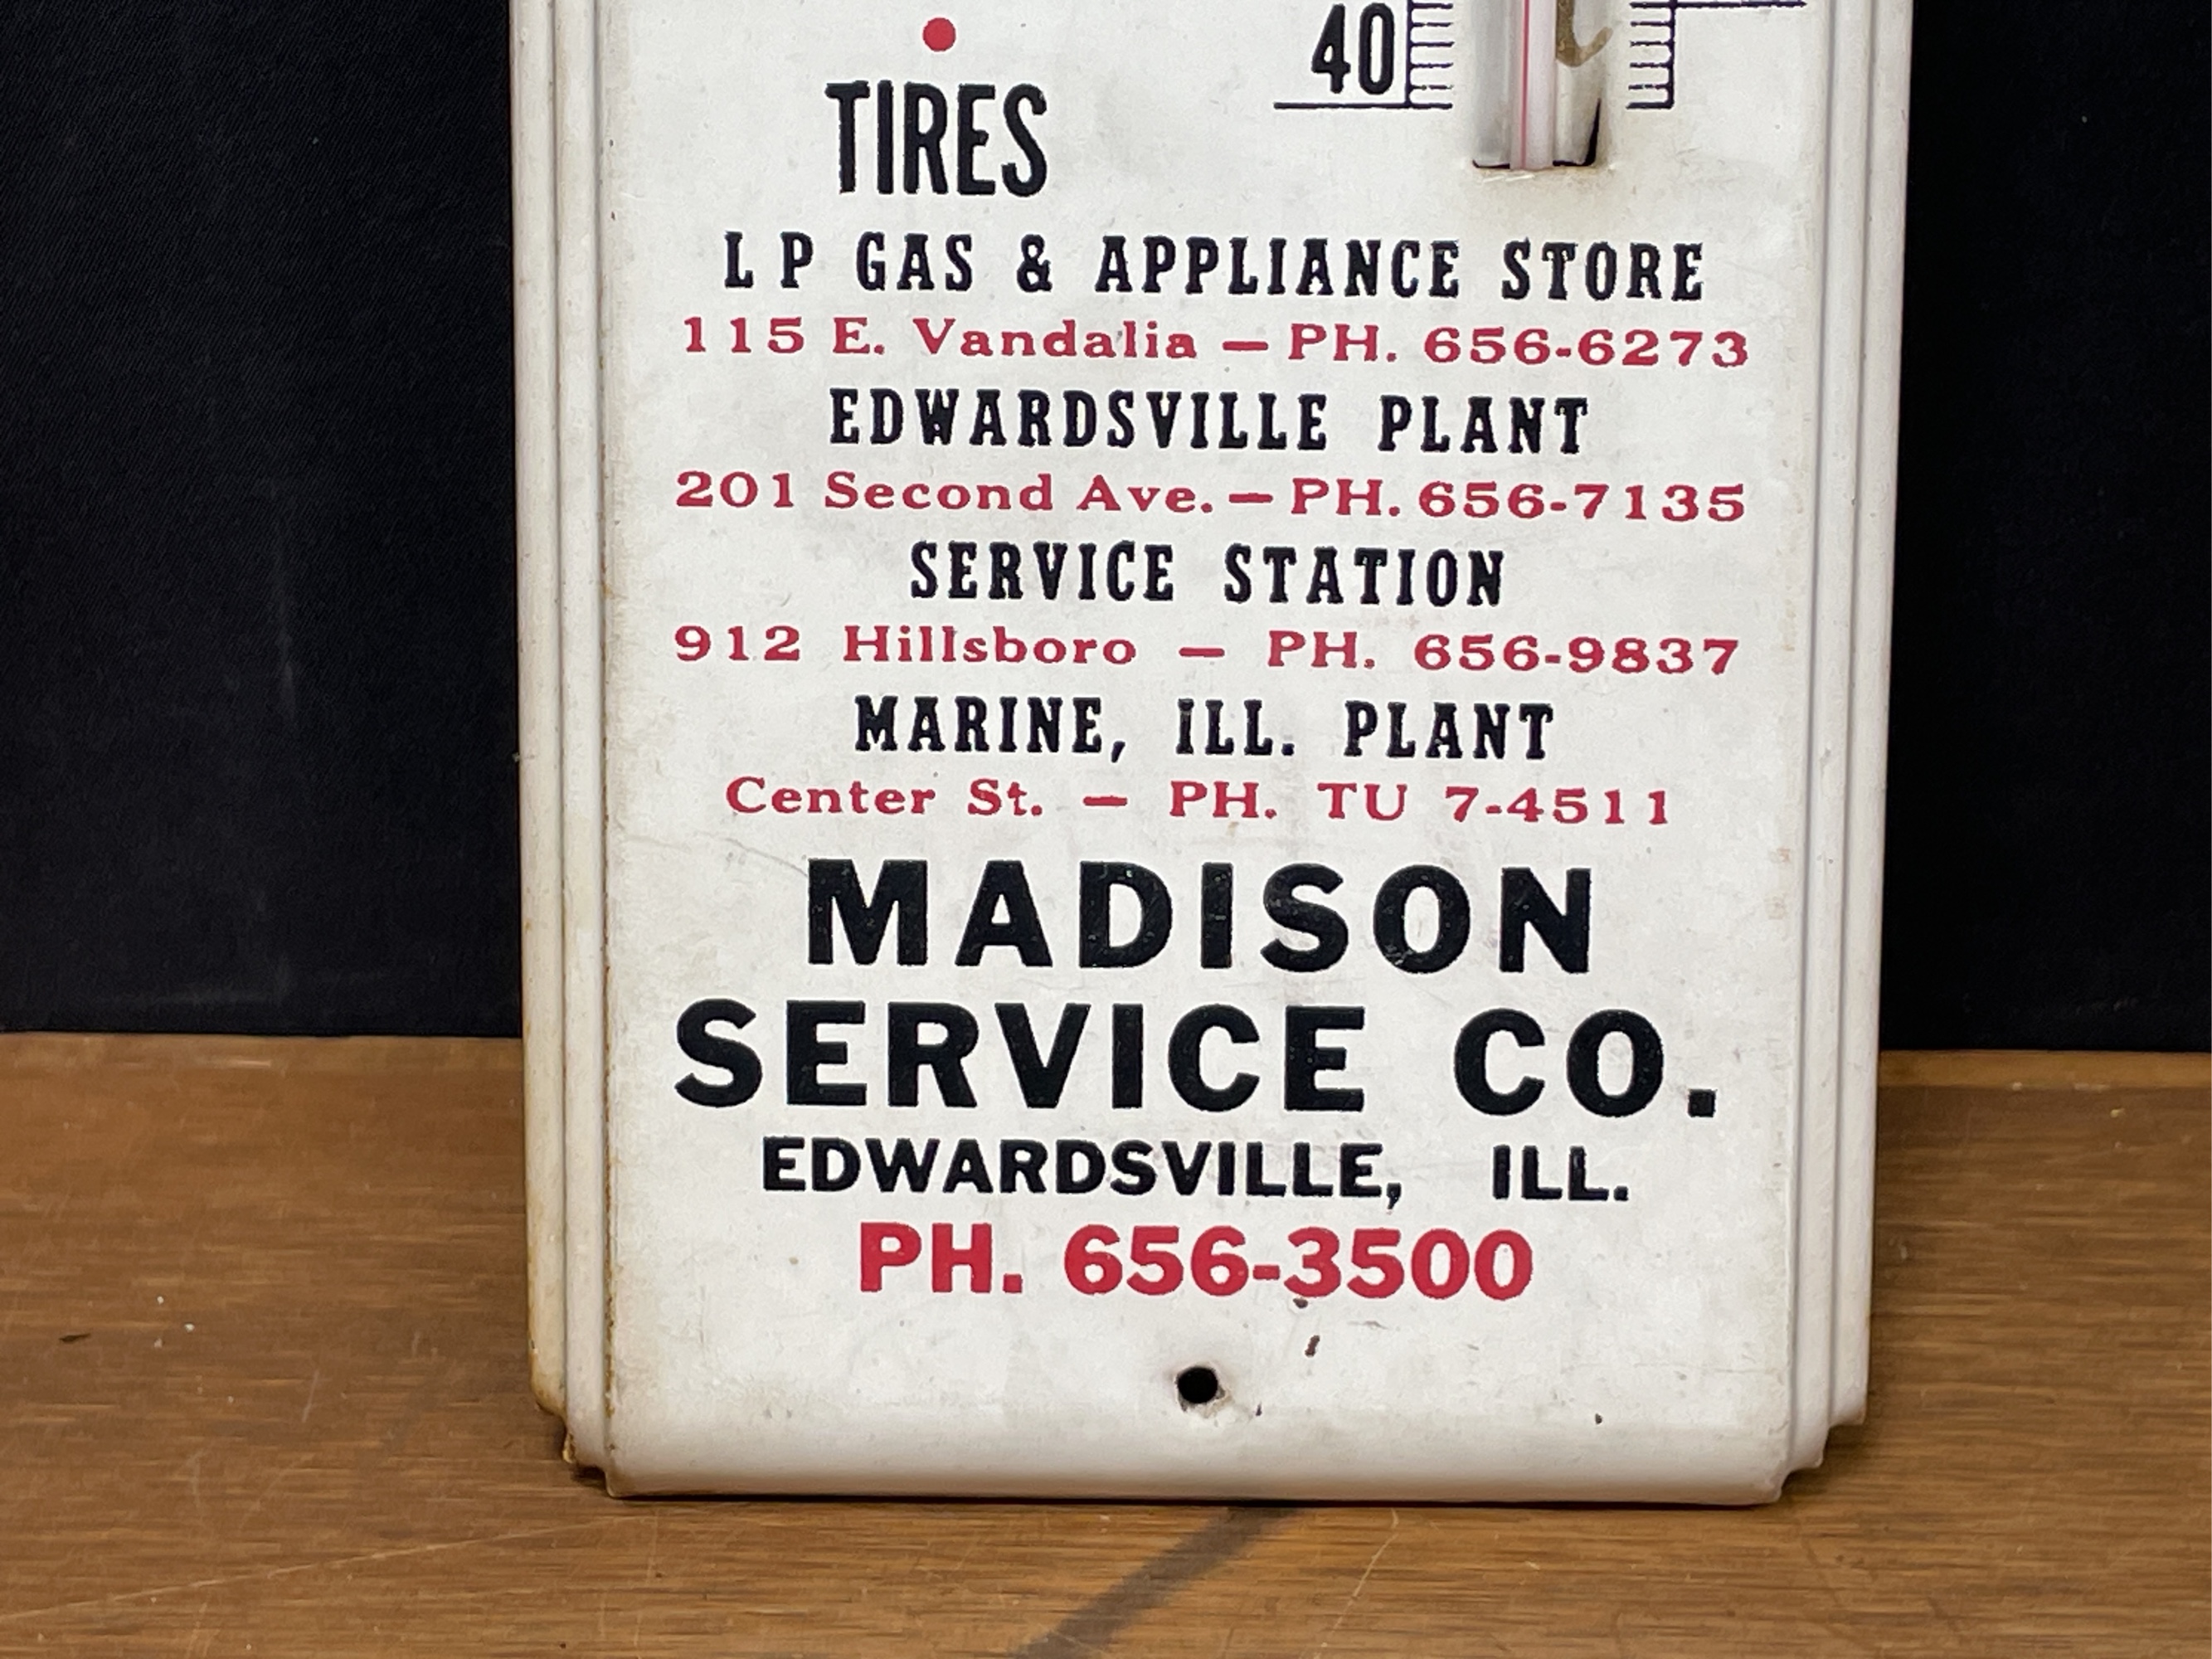 40
TIRES
L P GAS & APPLIANCE STORE
115 E. Vandalia — PH. 656-6273
EDWARDSVILLE PLANT
201 Second Ave. — PH. 656-7135
SERVICE STATION
912 Hillsboro — PH. 656-9837
MARINE, ILL. PLANT
Center St. — PH. TU 7-4511
MADISON
SERVICE CO.
EDWARDSVILLE, ILL.
PH. 656-3500